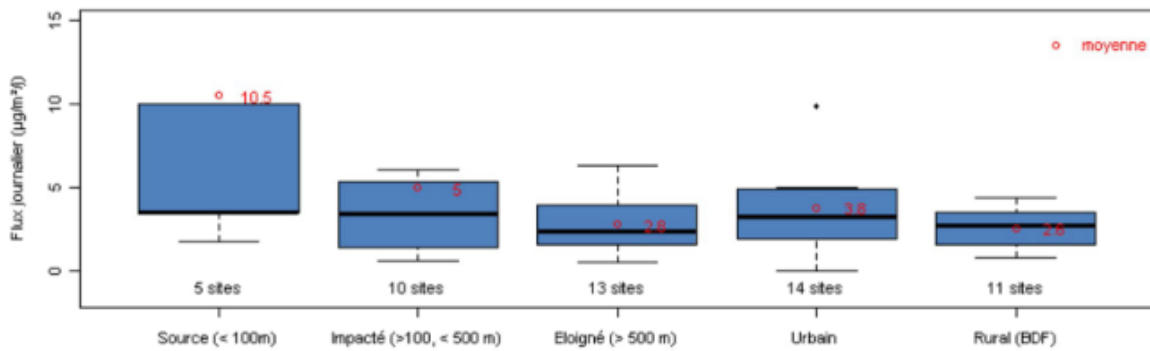 15
10
5
0
Flux journalier (µg/m²/j)
moyenne
10.5
5
2.8
3.8
2.6
5 sites
10 sites
13 sites
14 sites
11 sites
Source (< 100m)
Impacté (>100, < 500 m)
Eloigné (> 500 m)
Urbain
Rural (BDF)